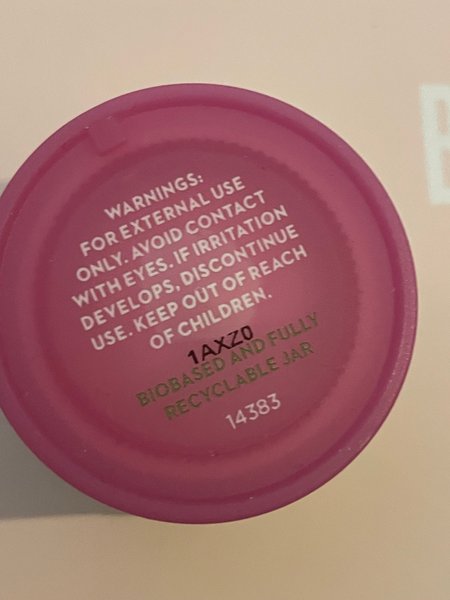 WARNINGS:
FOR EXTERNAL USE
ONLY. AVOID CONTACT
WITH EYES. IF IRRITATION
DEVELOPS, DISCONTINUE
USE. KEEP OUT OF REACH
OF CHILDREN.
1AXZ0
BIOBASED AND FULLY
RECYCLABLE JAR
14383